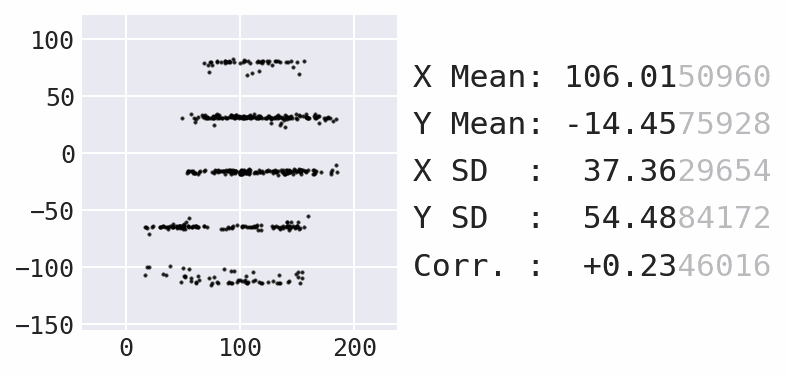 100
50
0
−50
−100
−150
0 100 200
X Mean: 106.0150960
Y Mean: -14.4575928
X SD  :  37.3629654
Y SD  :  54.4884172
Corr. :  +0.2346016